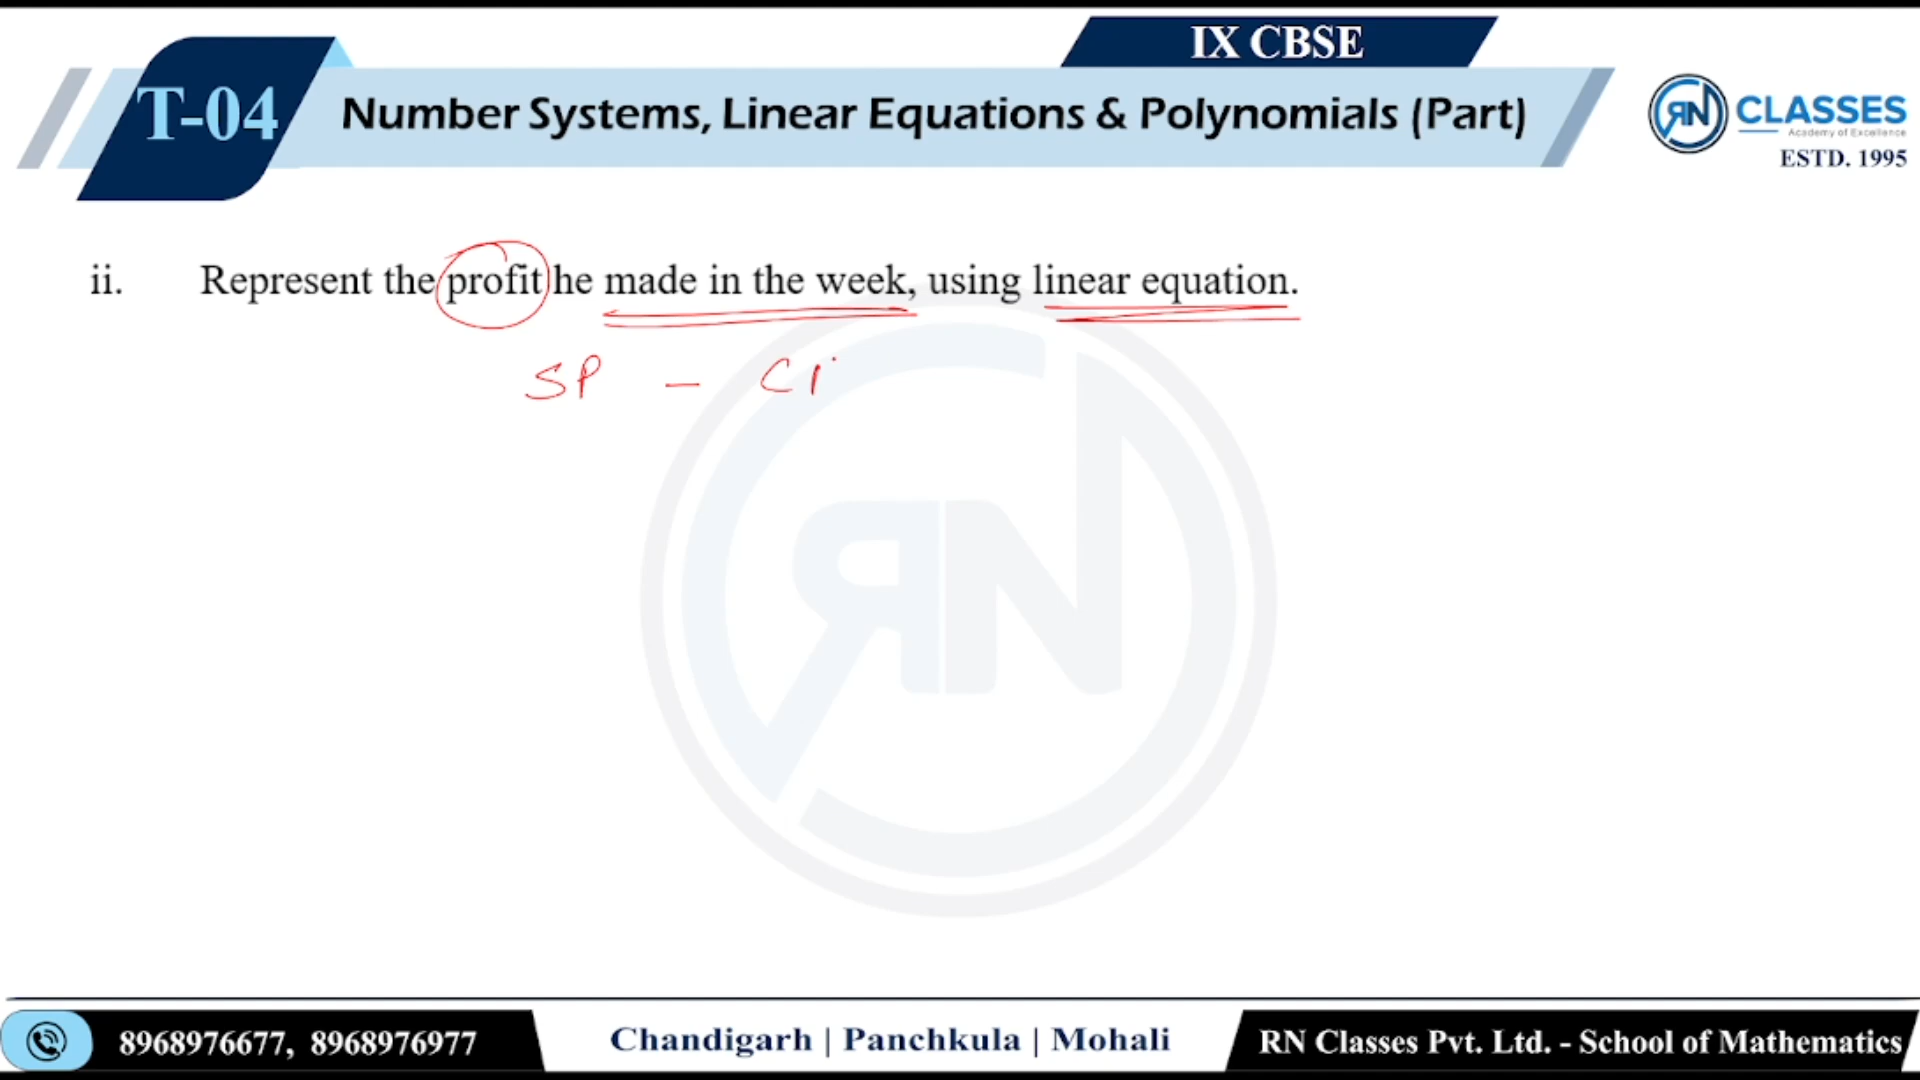 IX CBSE
T-04
Number Systems, Linear Equations & Polynomials (Part)
RN CLASSES
Academy of Excellence
ESTD. 1995
ii. Represent the profit he made in the week, using linear equation.
SP –
RN
8968976677, 8968976977
Chandigarh | Panchkula | Mohali
RN Classes Pvt. Ltd. - School of Mathematics